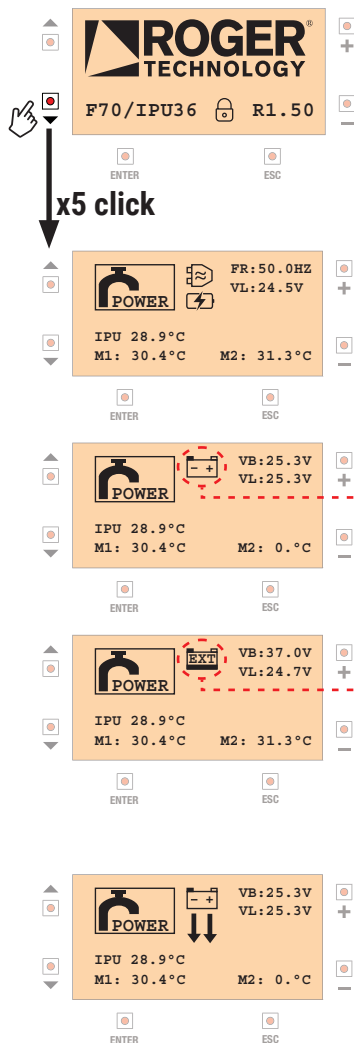 ROGER®
TECHNOLOGY
F70/IPU36 R1.50
+
−
ENTER ESC
x5 click
POWER
FR:50.0HZ
VL:24.5V
IPU 28.9°C
M1: 30.4°C M2: 31.3°C
+
−
ENTER ESC
POWER
- +
VB:25.3V
VL:25.3V
IPU 28.9°C
M1: 30.4°C M2: 0.°C
+
−
ENTER ESC
POWER
EXT
VB:37.0V
VL:24.7V
IPU 28.9°C
M1: 30.4°C M2: 31.3°C
+
−
ENTER ESC
POWER
- +
VB:25.3V
VL:25.3V
IPU 28.9°C
M1: 30.4°C M2: 0.°C
+
−
ENTER ESC